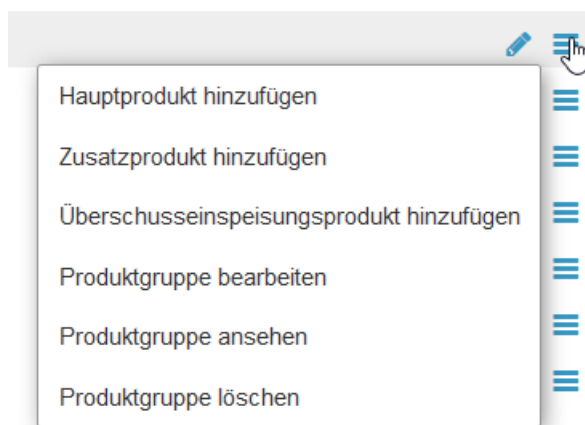 Hauptprodukt hinzufügen
Zusatzprodukt hinzufügen
Überschusseinspeisungsprodukt hinzufügen
Produktgruppe bearbeiten
Produktgruppe ansehen
Produktgruppe löschen